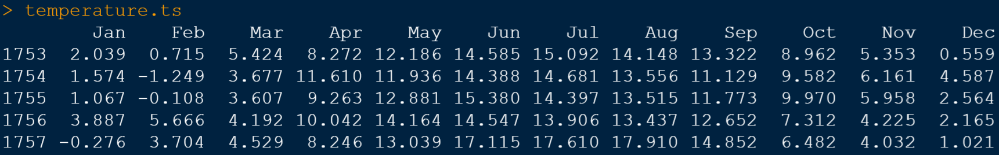 > temperature.ts
Jan Feb Mar Apr May Jun Jul Aug Sep Oct Nov Dec
1753 2.039 0.715 5.424 8.272 12.186 14.585 15.092 14.148 13.322 8.962 5.353 0.559
1754 1.574 -1.249 3.677 11.610 11.936 14.388 14.681 13.556 11.129 9.582 6.161 4.587
1755 1.067 -0.108 3.607 9.263 12.881 15.380 14.397 13.515 11.773 9.970 5.958 2.564
1756 3.887 5.666 4.192 10.042 14.164 14.547 13.906 13.437 12.652 7.312 4.225 2.165
1757 -0.276 3.704 4.529 8.246 13.039 17.115 17.610 17.910 14.852 6.482 4.032 1.021